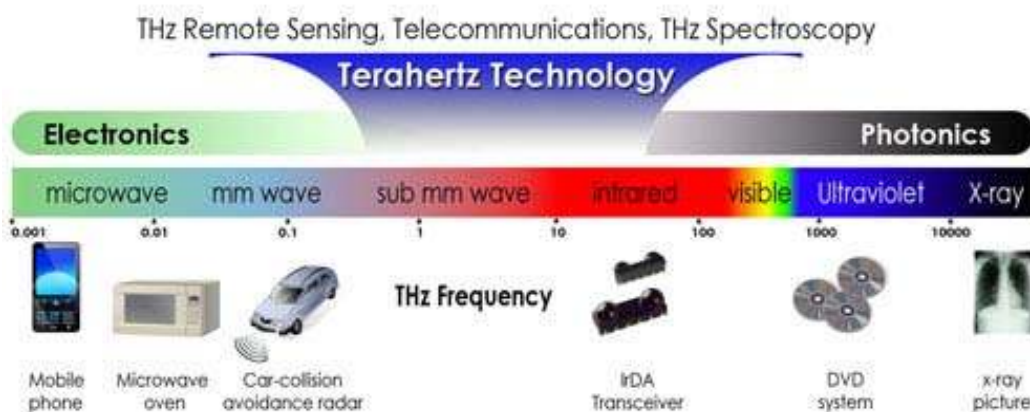 THz Remote Sensing, Telecommunications, THz Spectroscopy
Terahertz Technology
Electronics
Photonics
microwave mm wave sub mm wave infrared visible Ultraviolet X-ray
0.001 0.01 0.1 1 10 100 1000 10000
THz Frequency
Mobile phone
Microwave oven
Car-collision avoidance radar
IrDA Transceiver
DVD system
x-ray picture